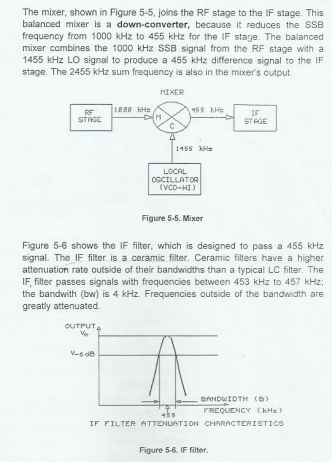 The mixer, shown in Figure 5-5, joins the RF stage to the IF stage. This
balanced mixer is a down-converter, because it reduces the SSB
frequency from 1000 kHz to 455 kHz for the IF stage. The balanced
mixer combines the 1000 kHz SSB signal from the RF stage with a
1455 kHz LO signal to produce a 455 kHz difference signal to the IF
stage. The 2455 kHz sum frequency is also in the mixer's output.
MIXER
RF
STAGE
1000 kHz
M
C
455 kHz
IF
STAGE
1455 kHz
LOCAL
OSCILLATOR
(VCO-HI)
Figure 5-5. Mixer
Figure 5-6 shows the IF filter, which is designed to pass a 455 kHz
signal. The IF filter is a ceramic filter. Ceramic filters have a higher
attenuation rate outside of their bandwidths than a typical LC filter. The
IF filter passes signals with frequencies between 453 kHz to 457 kHz;
the bandwith (bw) is 4 kHz. Frequencies outside of the bandwidth are
greatly attenuated.
OUTPUT
Vo
V-6 dB
BANDWIDTH (B)
FREQUENCY (kHz)
455
IF FILTER ATTENUATION CHARACTERISTICS
Figure 5-6. IF filter.